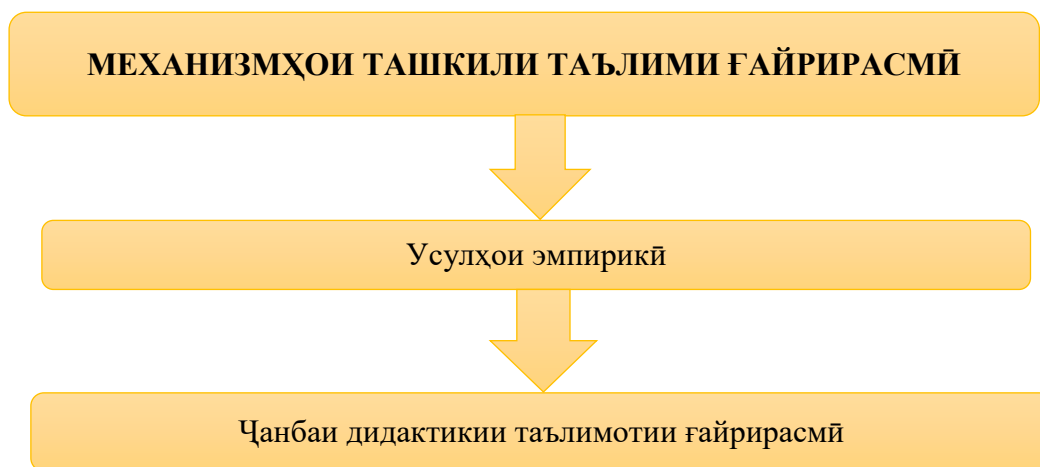 МЕХАНИЗМҲОИ ТАШКИЛИ ТАЪЛИМИ ҒАЙРИРАСМӢ
Усулҳои эмпирикӣ
Ҷанбаи дидактикии таълимотии ғайрирасмӣ